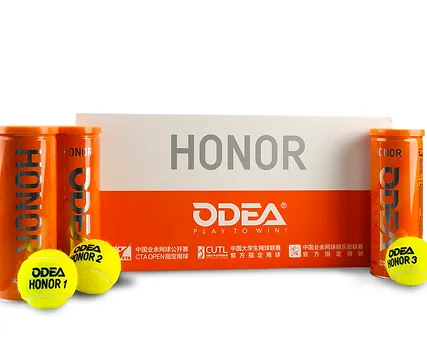 HONOR
ODEA
HONOR
ODEA
HONOR
ODEA®
PLAY TO WIN!
中国业余网球公开赛
CTA OPEN指定用球
CUTL
中国大学生网球联赛
官方指定用球
中国业余网球俱乐部联赛
官方指定用球
HONOR
ODEA
ODEA
HONOR 1
ODEA
HONOR 2
ODEA
HONOR 3